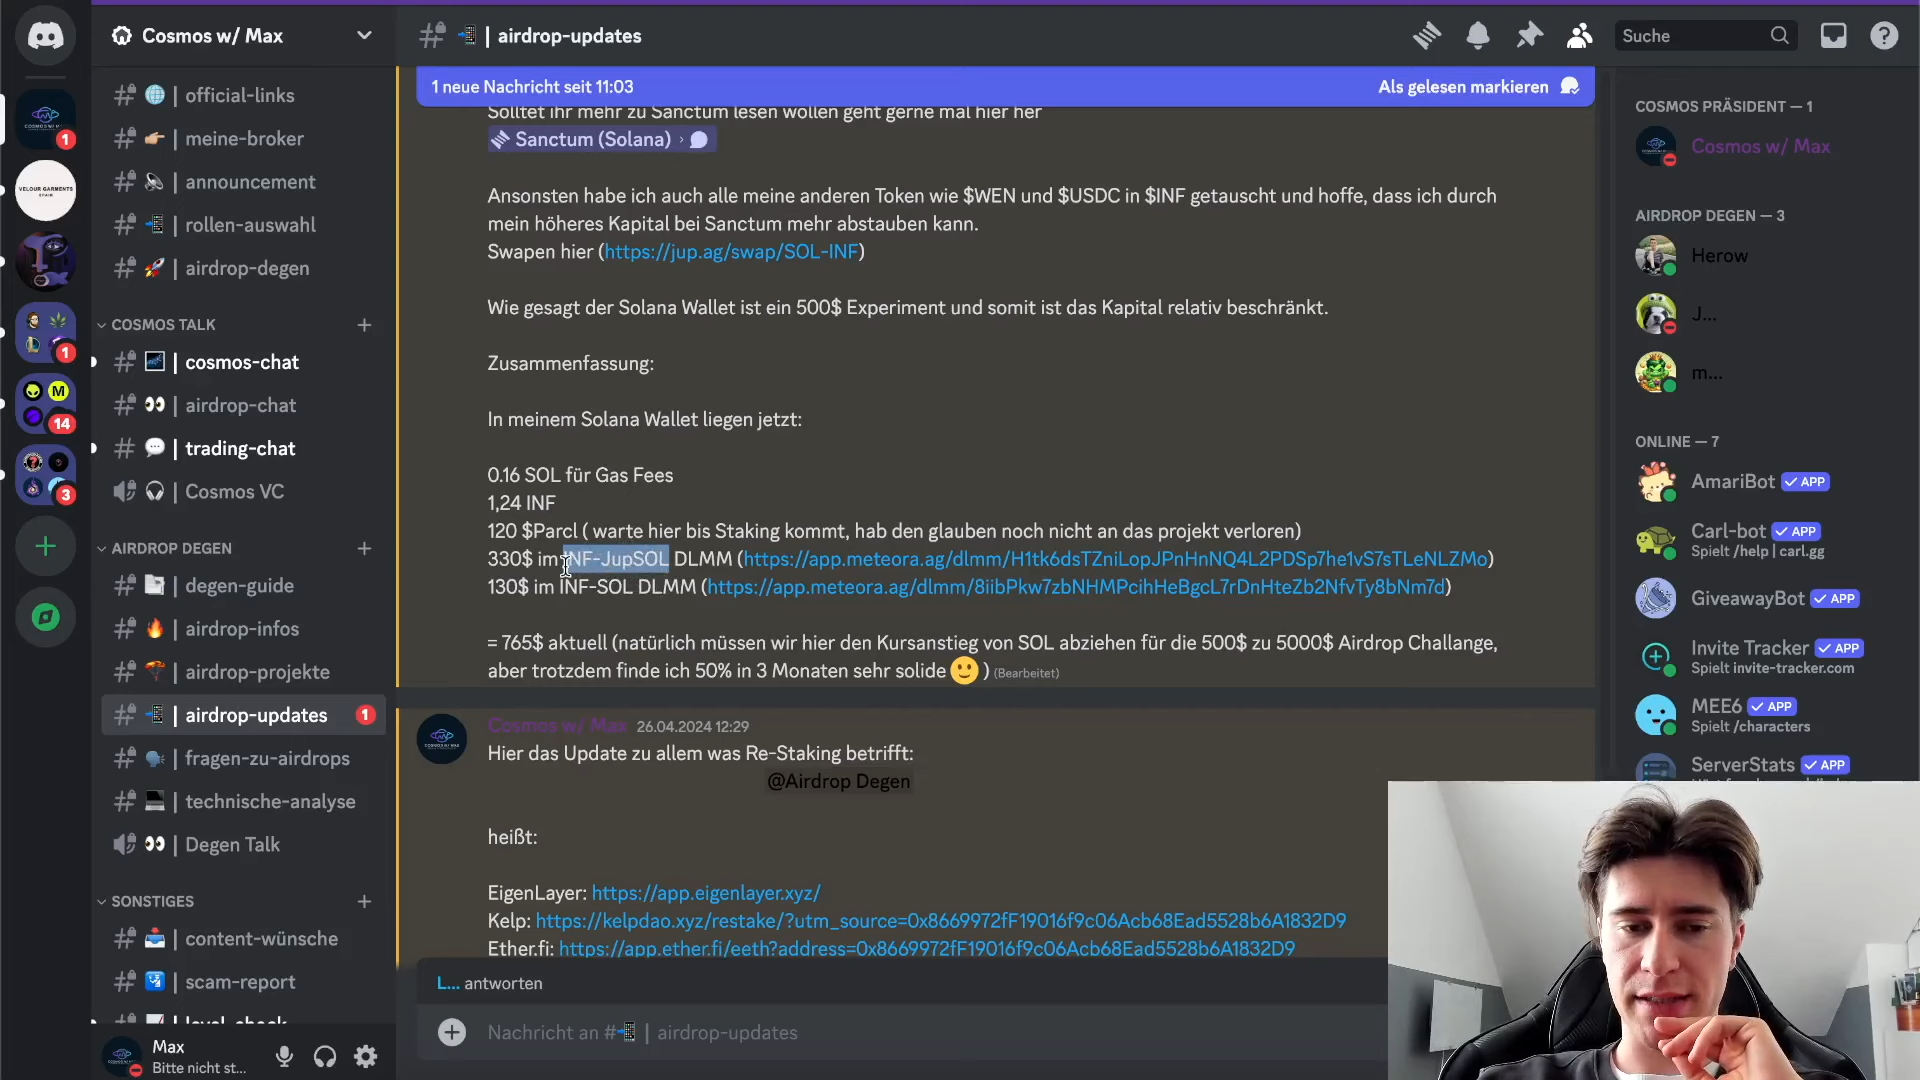 Cosmos w/ Max
official-links
meine-broker
announcement
rollen-auswahl
airdrop-degen
COSMOS TALK
cosmos-chat
airdrop-chat
trading-chat
Cosmos VC
AIRDROP DEGEN
degen-guide
airdrop-infos
airdrop-projekte
airdrop-updates 1
fragen-zu-airdrops
technische-analyse
Degen Talk
SONSTIGES
content-wünsche
scam-report
level-check
Max
Bitte nicht st...
1
VELOUR GARMENTS
1
M
14
3
| airdrop-updates
Suche
1 neue Nachricht seit 11:03
Als gelesen markieren
Solltet ihr mehr zu Sanctum lesen wollen geht gerne mal hier her
Sanctum (Solana) ›
Ansonsten habe ich auch alle meine anderen Token wie $WEN und $USDC in $INF getauscht und hoffe, dass ich durch
mein höheres Kapital bei Sanctum mehr abstauben kann.
Swapen hier (https://jup.ag/swap/SOL-INF)
Wie gesagt der Solana Wallet ist ein 500$ Experiment und somit ist das Kapital relativ beschränkt.
Zusammenfassung:
In meinem Solana Wallet liegen jetzt:
0.16 SOL für Gas Fees
1,24 INF
120 $Parcl ( warte hier bis Staking kommt, hab den glauben noch nicht an das projekt verloren)
330$ im INF-JupSOL DLMM (https://app.meteora.ag/dlmm/H1tk6dsTZniLopJPnHnNQ4L2PDSp7he1vS7sTLeNLZMo)
130$ im INF-SOL DLMM (https://app.meteora.ag/dlmm/8iibPkw7zbNHMPcihHeBgcL7rDnHteZb2NfvTy8bNm7d)
= 765$ aktuell (natürlich müssen wir hier den Kursanstieg von SOL abziehen für die 500$ zu 5000$ Airdrop Challange,
aber trotzdem finde ich 50% in 3 Monaten sehr solide 🙂 ) (Bearbeitet)
Cosmos w/ Max 26.04.2024 12:29
Hier das Update zu allem was Re-Staking betrifft:
@Airdrop Degen
heißt:
EigenLayer: https://app.eigenlayer.xyz/
Kelp: https://kelpdao.xyz/restake/?utm_source=0x8669972fF19016f9c06Acb68Ead5528b6A1832D9
Ether.fi: https://app.ether.fi/eeth?address=0x8669972fF19016f9c06Acb68Ead5528b6A1832D9
L... antworten
Nachricht an # | airdrop-updates
COSMOS PRÄSIDENT — 1
Cosmos w/ Max
AIRDROP DEGEN — 3
Herow
J...
m...
ONLINE — 7
AmariBot ✓ APP
Carl-bot ✓ APP
Spielt /help | carl.gg
GiveawayBot ✓ APP
Invite Tracker ✓ APP
Spielt invite-tracker.com
MEE6 ✓ APP
Spielt /characters
ServerStats ✓ APP